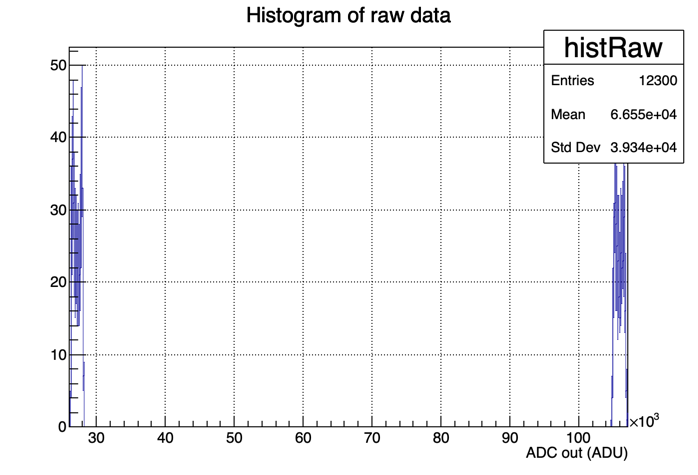 Histogram of raw data
histRaw
Entries 12300
Mean 6.655e+04
Std Dev 3.934e+04
50
40
30
20
10
0
30 40 50 60 70 80 90 100
×10³
ADC out (ADU)